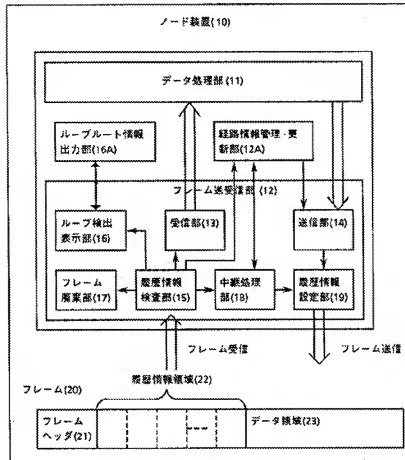 ノード装置(10)
データ処理部(11)
ループルート情報
出力部(16A)
経路情報管理・更
新部(12A)
フレーム送受信部(12)
ループ検出
表示部(16)
受信部(13)
送信部(14)
フレーム
廃棄部(17)
履歴情報
検査部(15)
中継処理
部(18)
履歴情報
設定部(19)
フレーム受信
フレーム送信
履歴情報領域(22)
フレーム(20)
フレーム
ヘッダ(21)
データ領域(23)